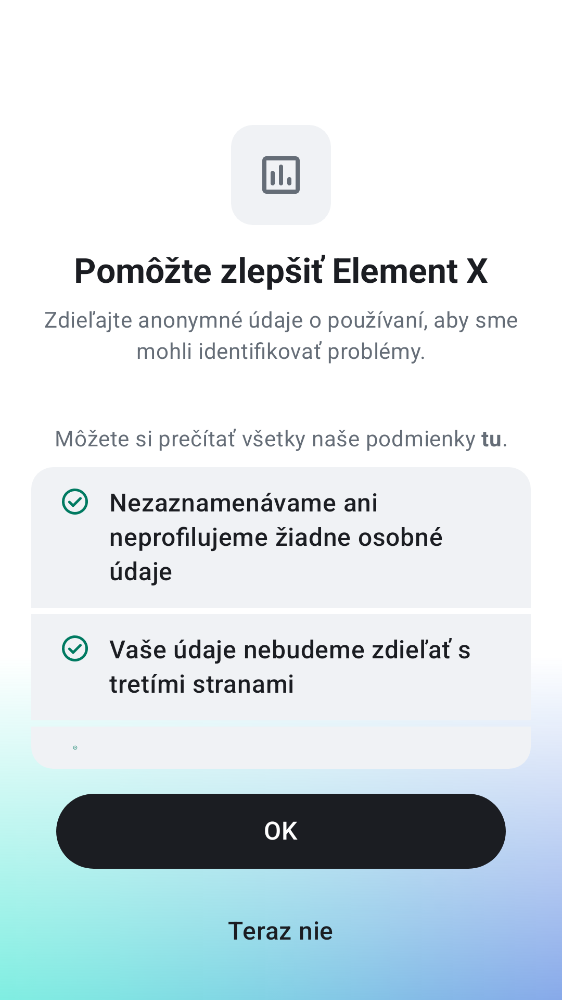 Pomôžte zlepšiť Element X
Zdieľajte anonymné údaje o používaní, aby sme
mohli identifikovať problémy.
Môžete si prečítať všetky naše podmienky tu.
Nezaznamenávame ani
neprofilujeme žiadne osobné
údaje
Vaše údaje nebudeme zdieľať s
tretími stranami
OK
Teraz nie